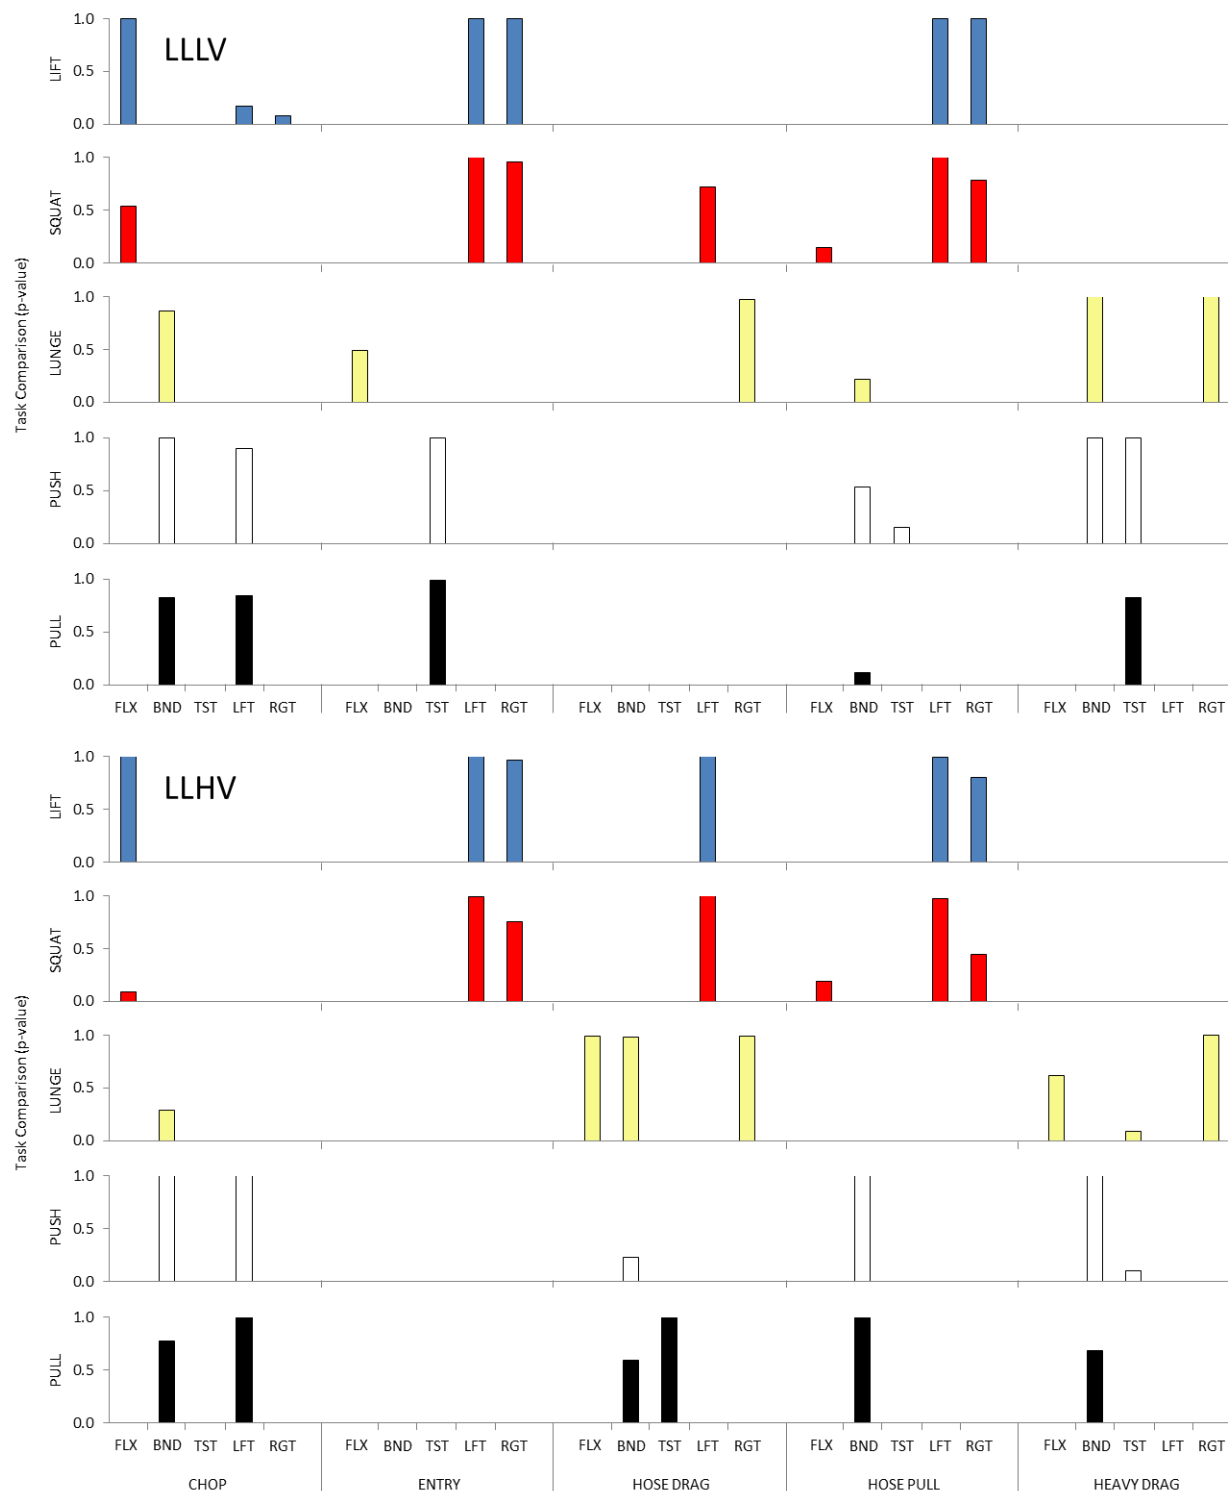 Task Comparison (p-value)
LLLV
LIFT
1.0
0.5
0.0
SQUAT
1.0
0.5
0.0
LUNGE
1.0
0.5
0.0
PUSH
1.0
0.5
0.0
PULL
1.0
0.5
0.0
FLX BND TST LFT RGT FLX BND TST LFT RGT FLX BND TST LFT RGT FLX BND TST LFT RGT FLX BND TST LFT RGT
Task Comparison (p-value)
LLHV
LIFT
1.0
0.5
0.0
SQUAT
1.0
0.5
0.0
LUNGE
1.0
0.5
0.0
PUSH
1.0
0.5
0.0
PULL
1.0
0.5
0.0
FLX BND TST LFT RGT FLX BND TST LFT RGT FLX BND TST LFT RGT FLX BND TST LFT RGT FLX BND TST LFT RGT
CHOP ENTRY HOSE DRAG HOSE PULL HEAVY DRAG